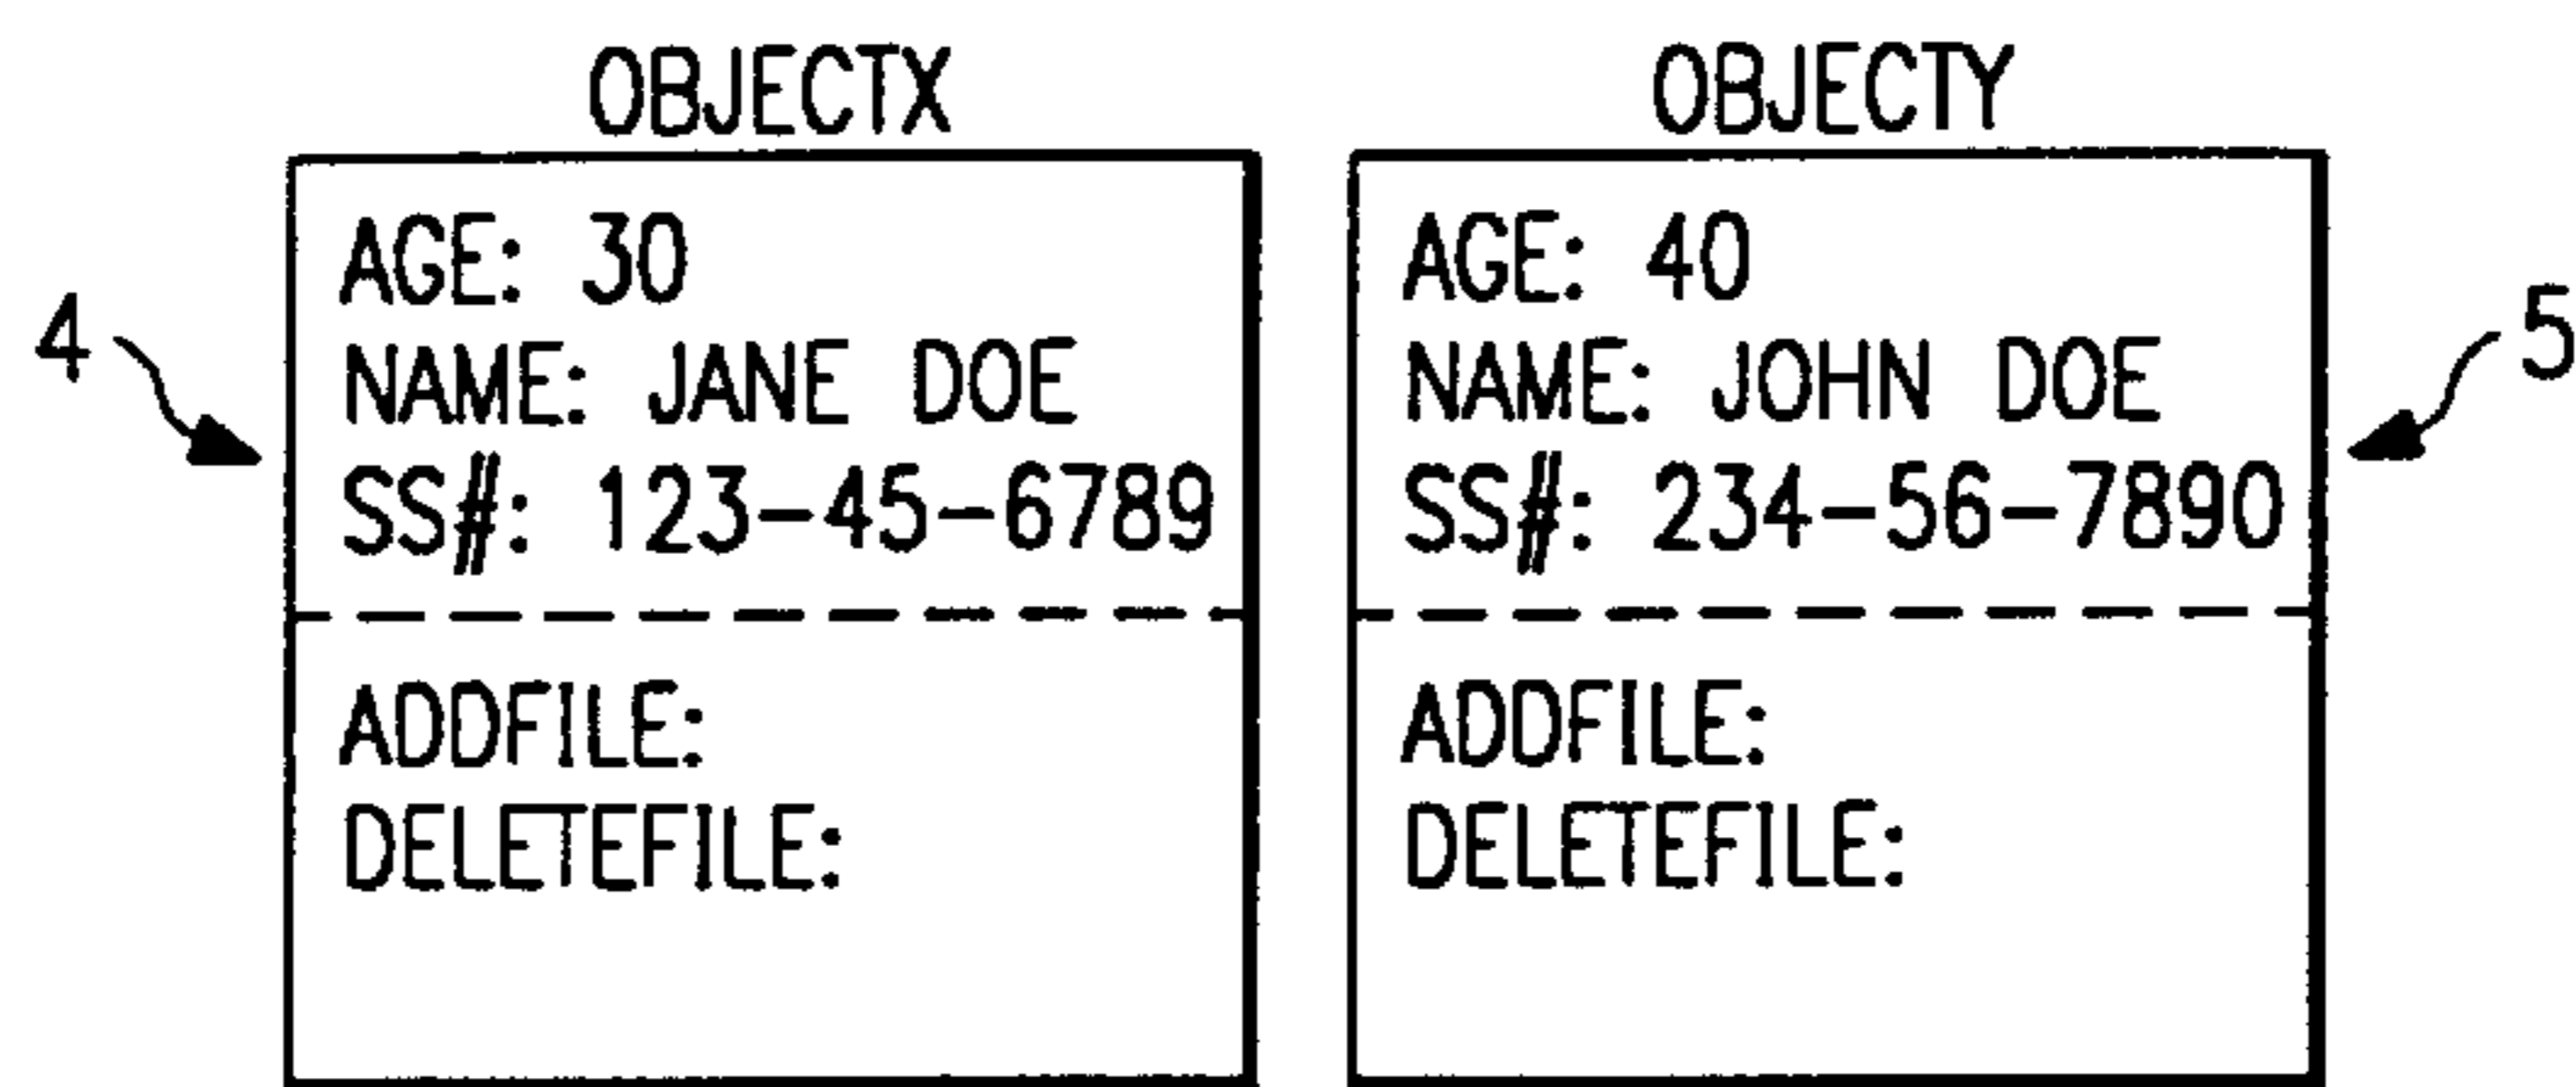 OBJECTX
AGE: 30
NAME: JANE DOE
SS#: 123-45-6789
ADDFILE:
DELETEFILE:
4
OBJECTY
AGE: 40
NAME: JOHN DOE
SS#: 234-56-7890
ADDFILE:
DELETEFILE:
5